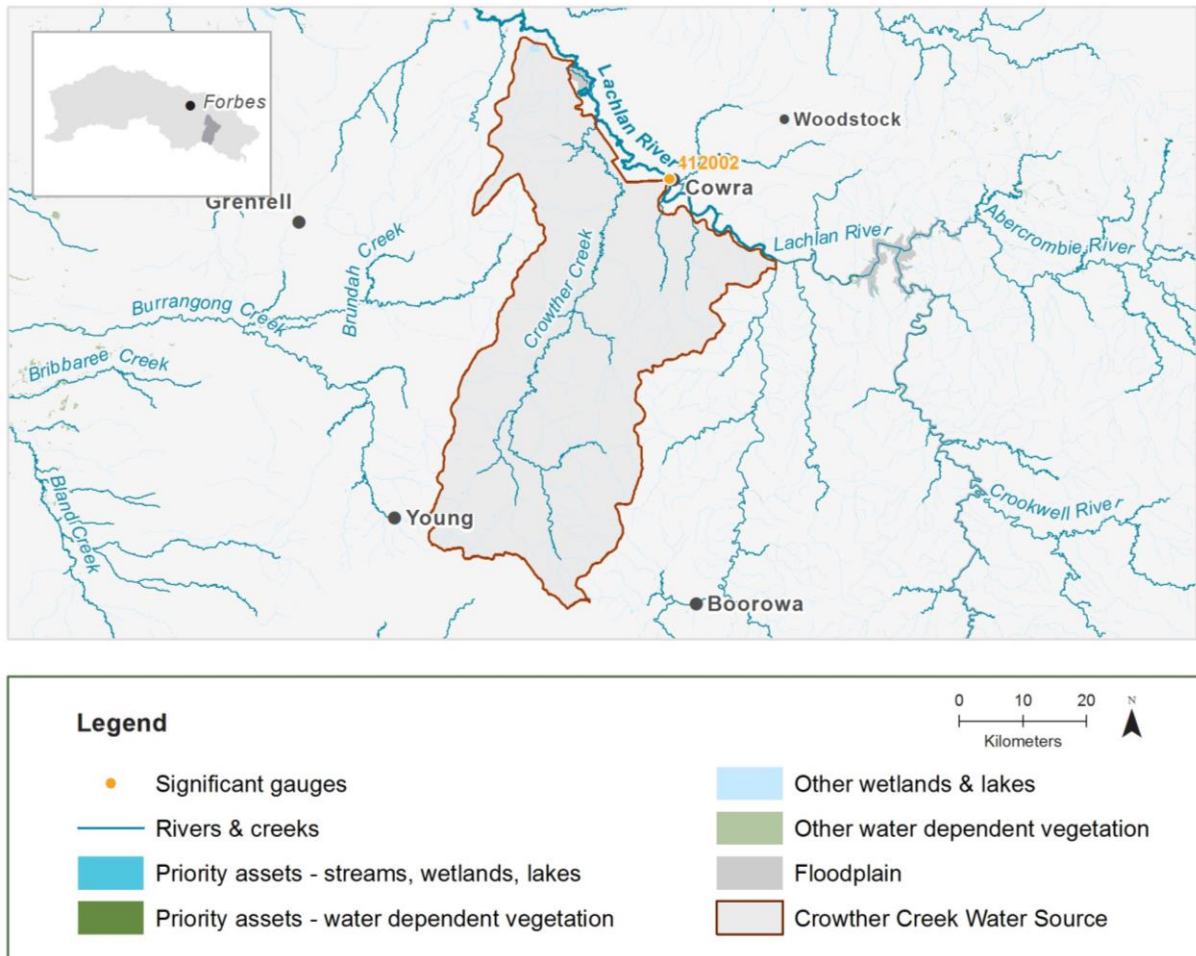 Forbes
Lachlan River
Woodstock
412002
Cowra
Grenfell
Lachlan River
Abercrombie River
Brundah Creek
Crowther Creek
Burrangong Creek
Bribbaree Creek
Bland Creek
Crookwell River
Young
Boorowa
Legend
0 10 20
Kilometers
N
Significant gauges
Rivers & creeks
Priority assets - streams, wetlands, lakes
Priority assets - water dependent vegetation
Other wetlands & lakes
Other water dependent vegetation
Floodplain
Crowther Creek Water Source